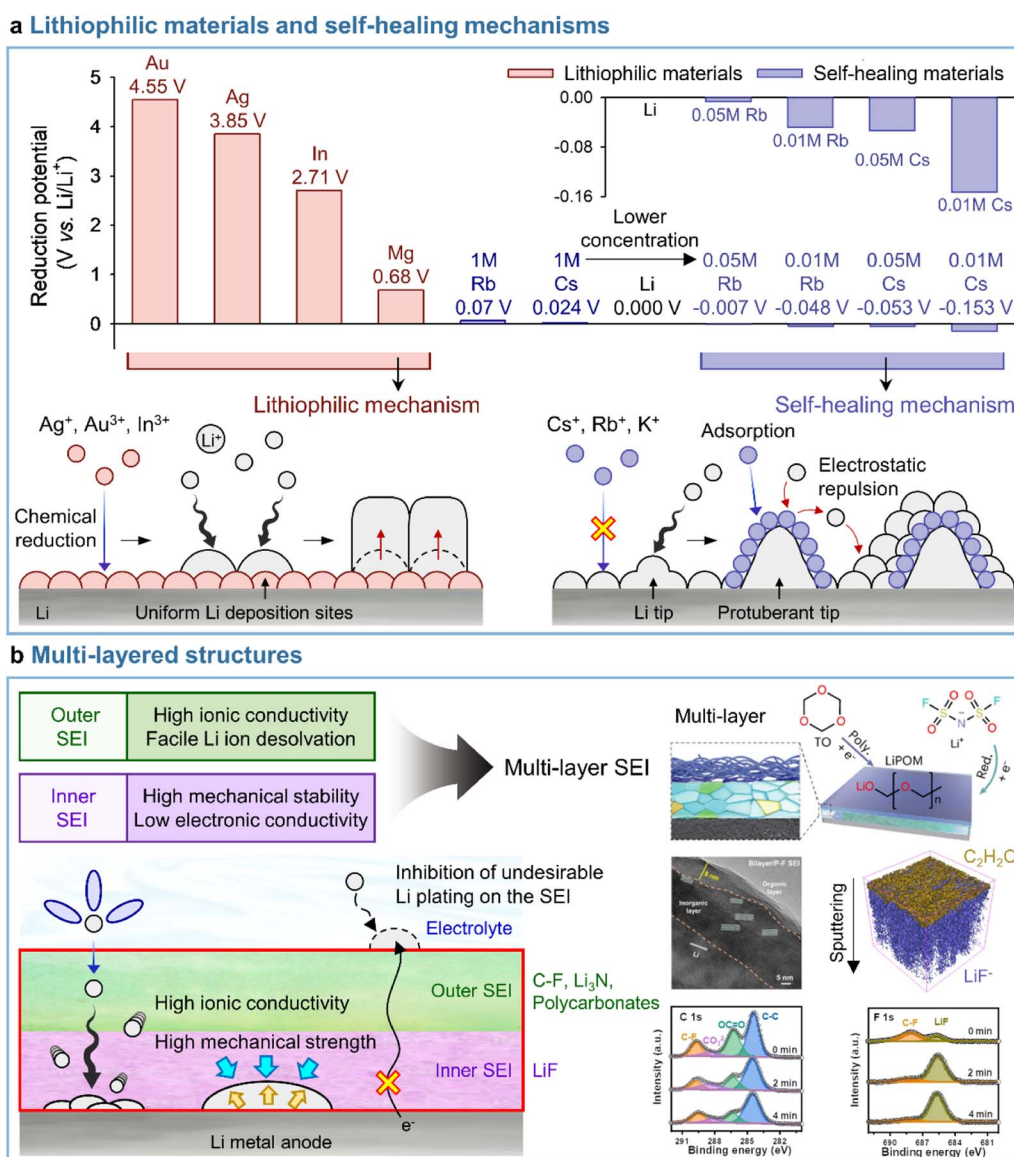 a Lithiophilic materials and self-healing mechanisms
Lithiophilic materials
Self-healing materials
Reduction potential
(V vs. Li/Li⁺)
5
4
3
2
1
0
Au
4.55 V
Ag
3.85 V
In
2.71 V
Mg
0.68 V
1M
Rb
0.07 V
1M
Cs
0.024 V
Li
0.000 V
0.05M
Rb
-0.007 V
0.01M
Rb
-0.048 V
0.05M
Cs
-0.053 V
0.01M
Cs
-0.153 V
Lower
concentration
0.00
-0.08
-0.16
Li
0.05M Rb
0.01M Rb
0.05M Cs
0.01M Cs
Lithiophilic mechanism
Ag⁺, Au³⁺, In³⁺
Li⁺
Chemical
reduction
Li
Uniform Li deposition sites
Self-healing mechanism
Cs⁺, Rb⁺, K⁺
Adsorption
Electrostatic
repulsion
Li tip
Protuberant tip
b Multi-layered structures
Outer
SEI
High ionic conductivity
Facile Li ion desolvation
Inner
SEI
High mechanical stability
Low electronic conductivity
Multi-layer SEI
Inhibition of undesirable
Li plating on the SEI
Electrolyte
Outer SEI
C-F, Li₃N,
Polycarbonates
High ionic conductivity
High mechanical strength
Inner SEI
LiF
e⁻
Li metal anode
Multi-layer
O
O
O
TO
Poly.
+ e⁻
F
O
O
S
N
S
O
O
F
Li⁺
Red.
+ e⁻
LiPOM
LiO
O
n
Bilayer/P-F SEI
8 nm
Organic
layer
Inorganic
layer
Li
5 nm
Sputtering
C₂H₂O
LiF⁻
C 1s
C-F
CO₃²⁻
OC=O
C-C
0 min
2 min
4 min
Intensity (a.u.)
291 288 285 282
Binding energy (eV)
F 1s
C-F
LiF
0 min
2 min
4 min
Intensity (a.u.)
690 687 684 681
Binding energy (eV)